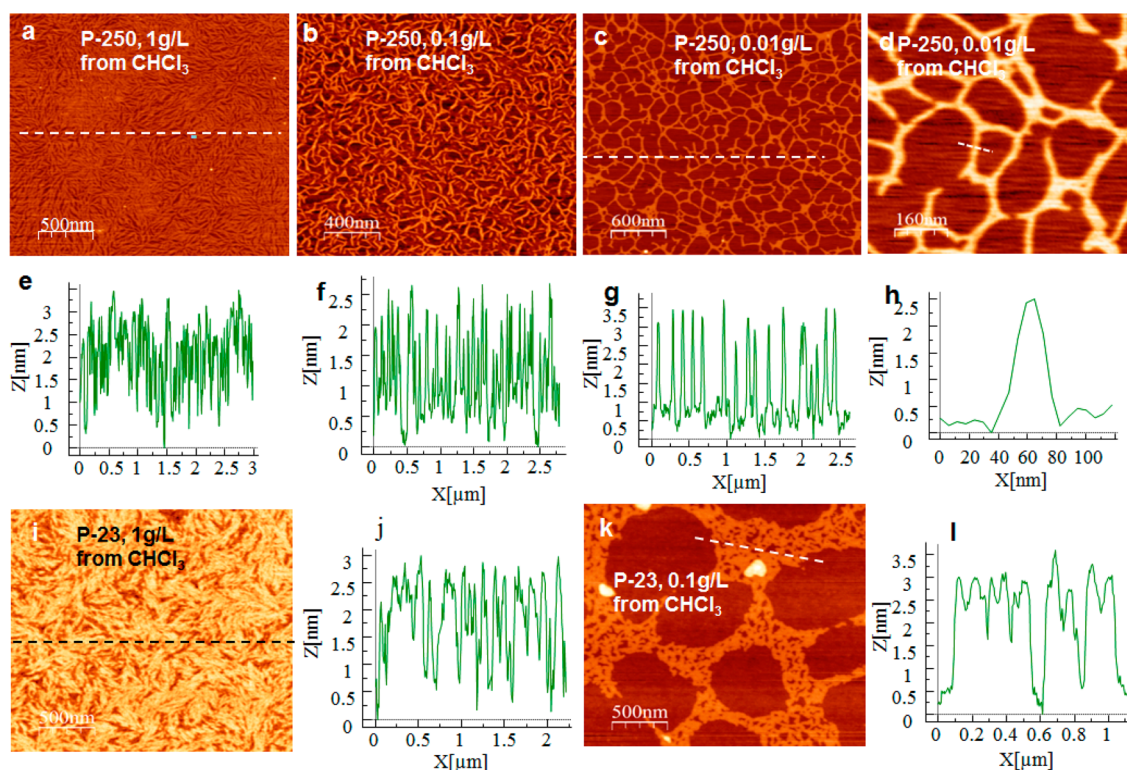 a
P-250, 1g/L
from CHCl₃
500nm
b
P-250, 0.1g/L
from CHCl₃
400nm
c
P-250, 0.01g/L
from CHCl₃
600nm
d
P-250, 0.01g/L
from CHCl₃
160nm
e
Z[nm]
3.5
3
2.5
2
1.5
1
0.5
0
0 0.5 1 1.5 2 2.5 3
f
Z[nm]
2.5
2
1.5
1
0.5
0
0 0.5 1 1.5 2 2.5
X[µm]
g
Z[nm]
3.5
3
2.5
2
1.5
1
0.5
0
0 0.5 1 1.5 2 2.5
X[µm]
h
Z[nm]
2.5
2
1.5
1
0.5
0
0 20 40 60 80 100
X[nm]
i
P-23, 1g/L
from CHCl₃
500nm
j
Z[nm]
3
2.5
2
1.5
1
0.5
0
0 0.5 1 1.5 2
X[µm]
k
P-23, 0.1g/L
from CHCl₃
500nm
l
Z[nm]
3.5
3
2.5
2
1.5
1
0.5
0
0 0.2 0.4 0.6 0.8 1
X[µm]